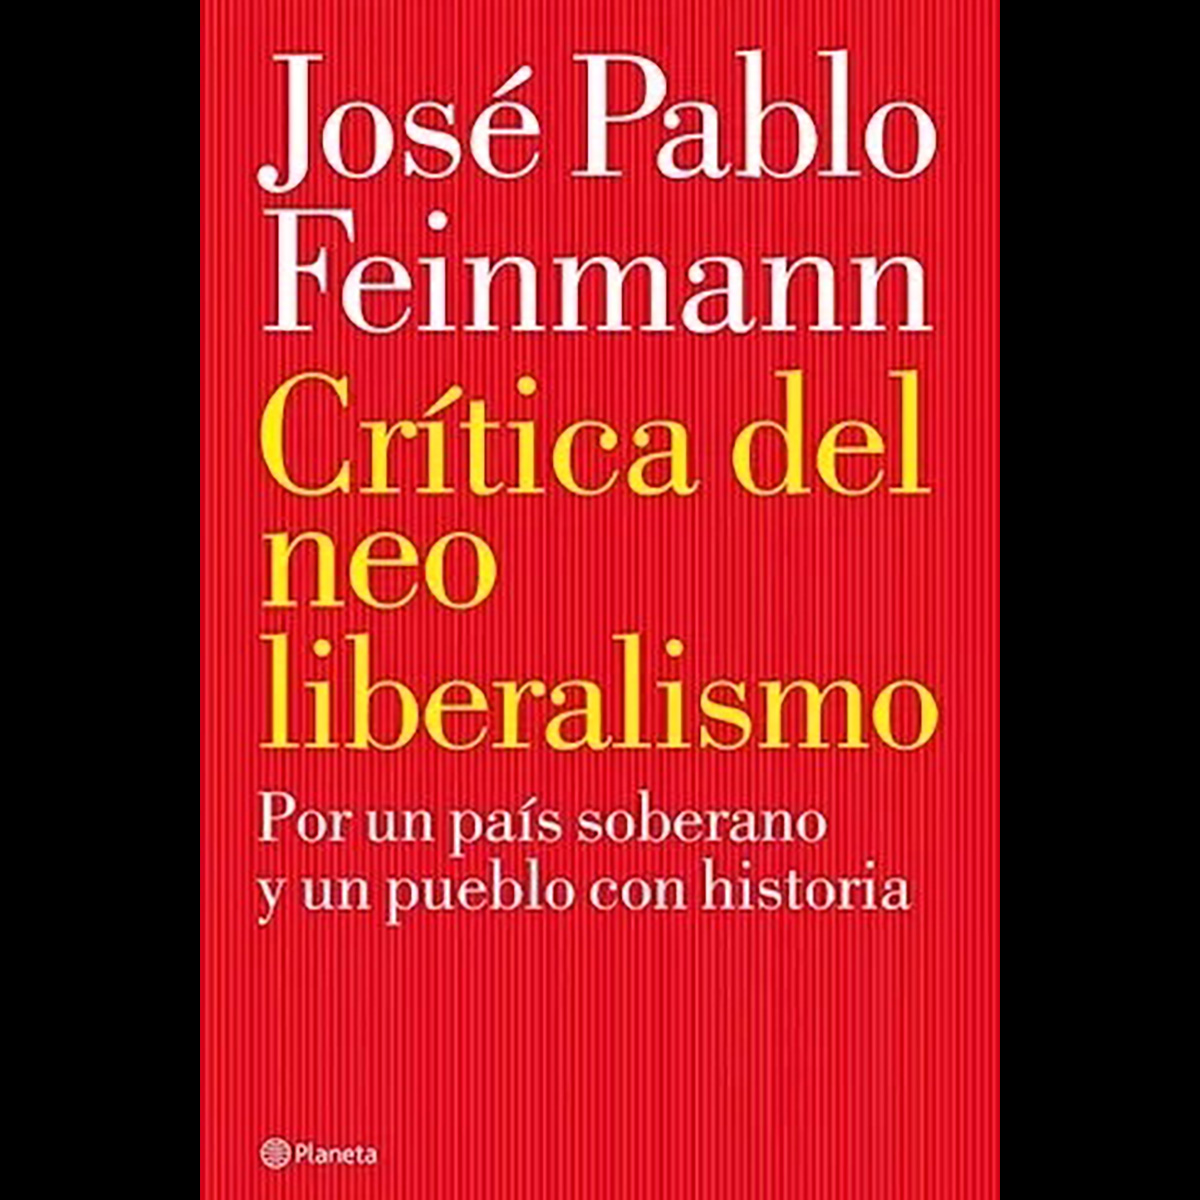 José Pablo
Feinmann
Crítica del
neo
liberalismo
Por un país soberano
y un pueblo con historia
Planeta